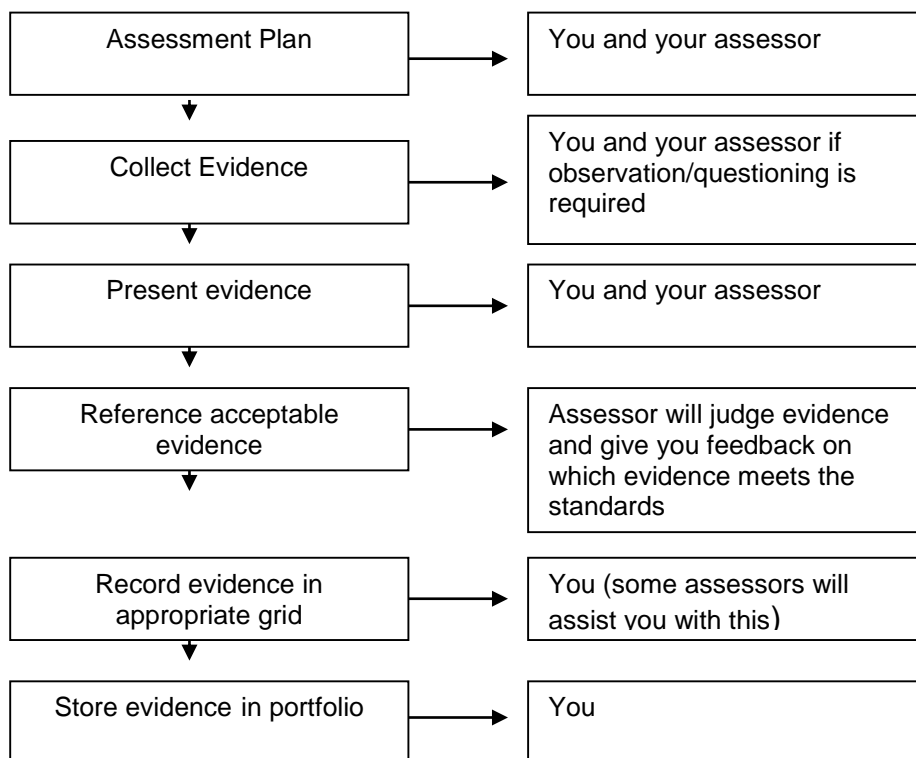 Assessment Plan
You and your assessor
Collect Evidence
You and your assessor if
observation/questioning is
required
Present evidence
You and your assessor
Reference acceptable
evidence
Assessor will judge evidence
and give you feedback on
which evidence meets the
standards
Record evidence in
appropriate grid
You (some assessors will
assist you with this)
Store evidence in portfolio
You